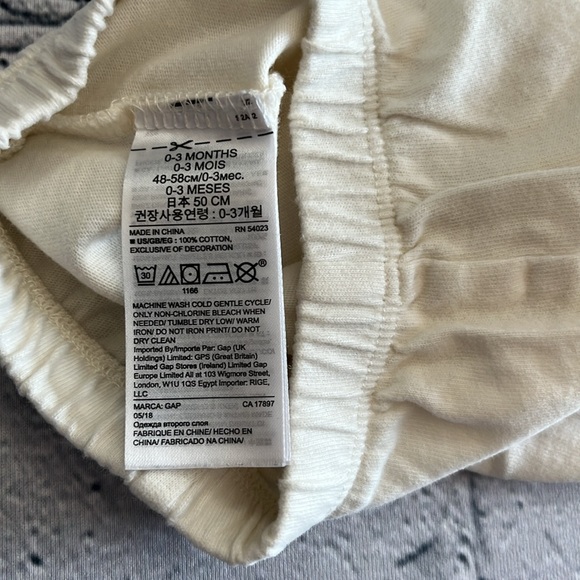 0-3 MONTHS
0-3 MOIS
48-58см/0-3мес.
0-3 MESES
日本 50 CM
권장사용연령 : 0-3개월
MADE IN CHINA RN 54023
■ US/GB/EG : 100% COTTON,
EXCLUSIVE OF DECORATION
30
1166
MACHINE WASH COLD GENTLE CYCLE/
ONLY NON-CHLORINE BLEACH WHEN
NEEDED/ TUMBLE DRY LOW/ WARM
IRON/ DO NOT IRON PRINT/ DO NOT
DRY CLEAN
Imported By/Importe Par: Gap (UK
Holdings) Limited: GPS (Great Britain)
Limited Gap Stores (Ireland) Limited Gap
Europe Limited All at 103 Wigmore Street,
London, W1U 1QS Egypt Importer: RIGE,
LLC
MARCA: GAP CA 17897
05/18
Одежда второго слоя
FABRIQUE EN CHINE/ HECHO EN
CHINA/ FABRICADO NA CHINA/